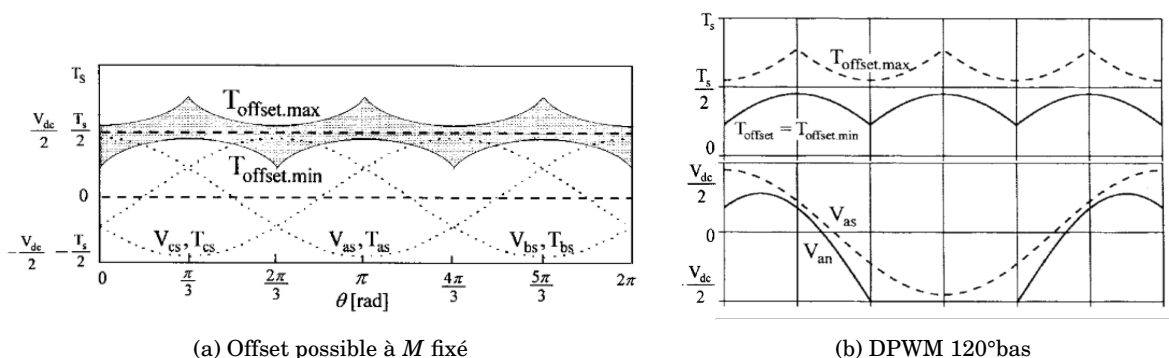 T_s
V_dc/2 T_s/2
T_offset.max
T_offset.min
0
-V_dc/2 -T_s/2
V_cs, T_cs
V_as, T_as
V_bs, T_bs
0 π/3 2π/3 π 4π/3 5π/3 2π
θ [rad]
(a) Offset possible à M fixé
T_s
T_offset.max
T_s/2
T_offset = T_offset.min
0
V_dc/2
V_as
0
V_an
-V_dc/2
(b) DPWM 120°bas